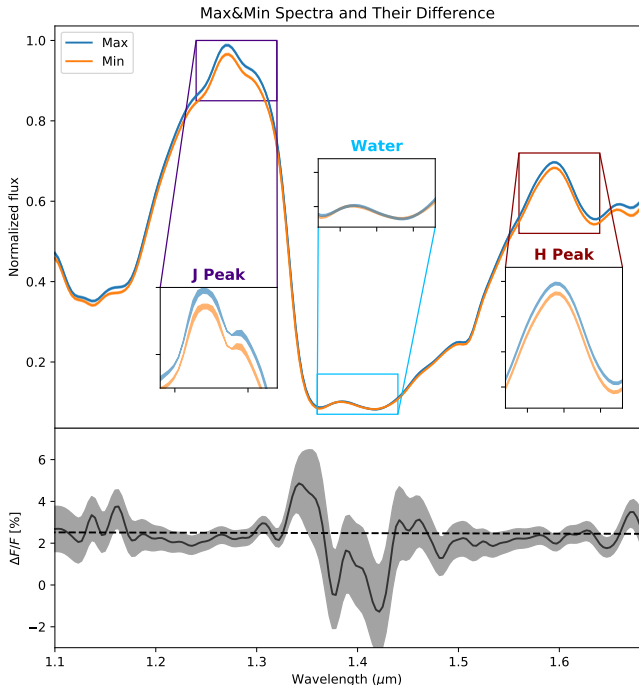 Max&Min Spectra and Their Difference
Max
Min
Normalized flux
1.0
0.8
0.6
0.4
0.2
Water
J Peak
H Peak
ΔF/F [%]
6
4
2
0
−2
1.1 1.2 1.3 1.4 1.5 1.6
Wavelength (μm)